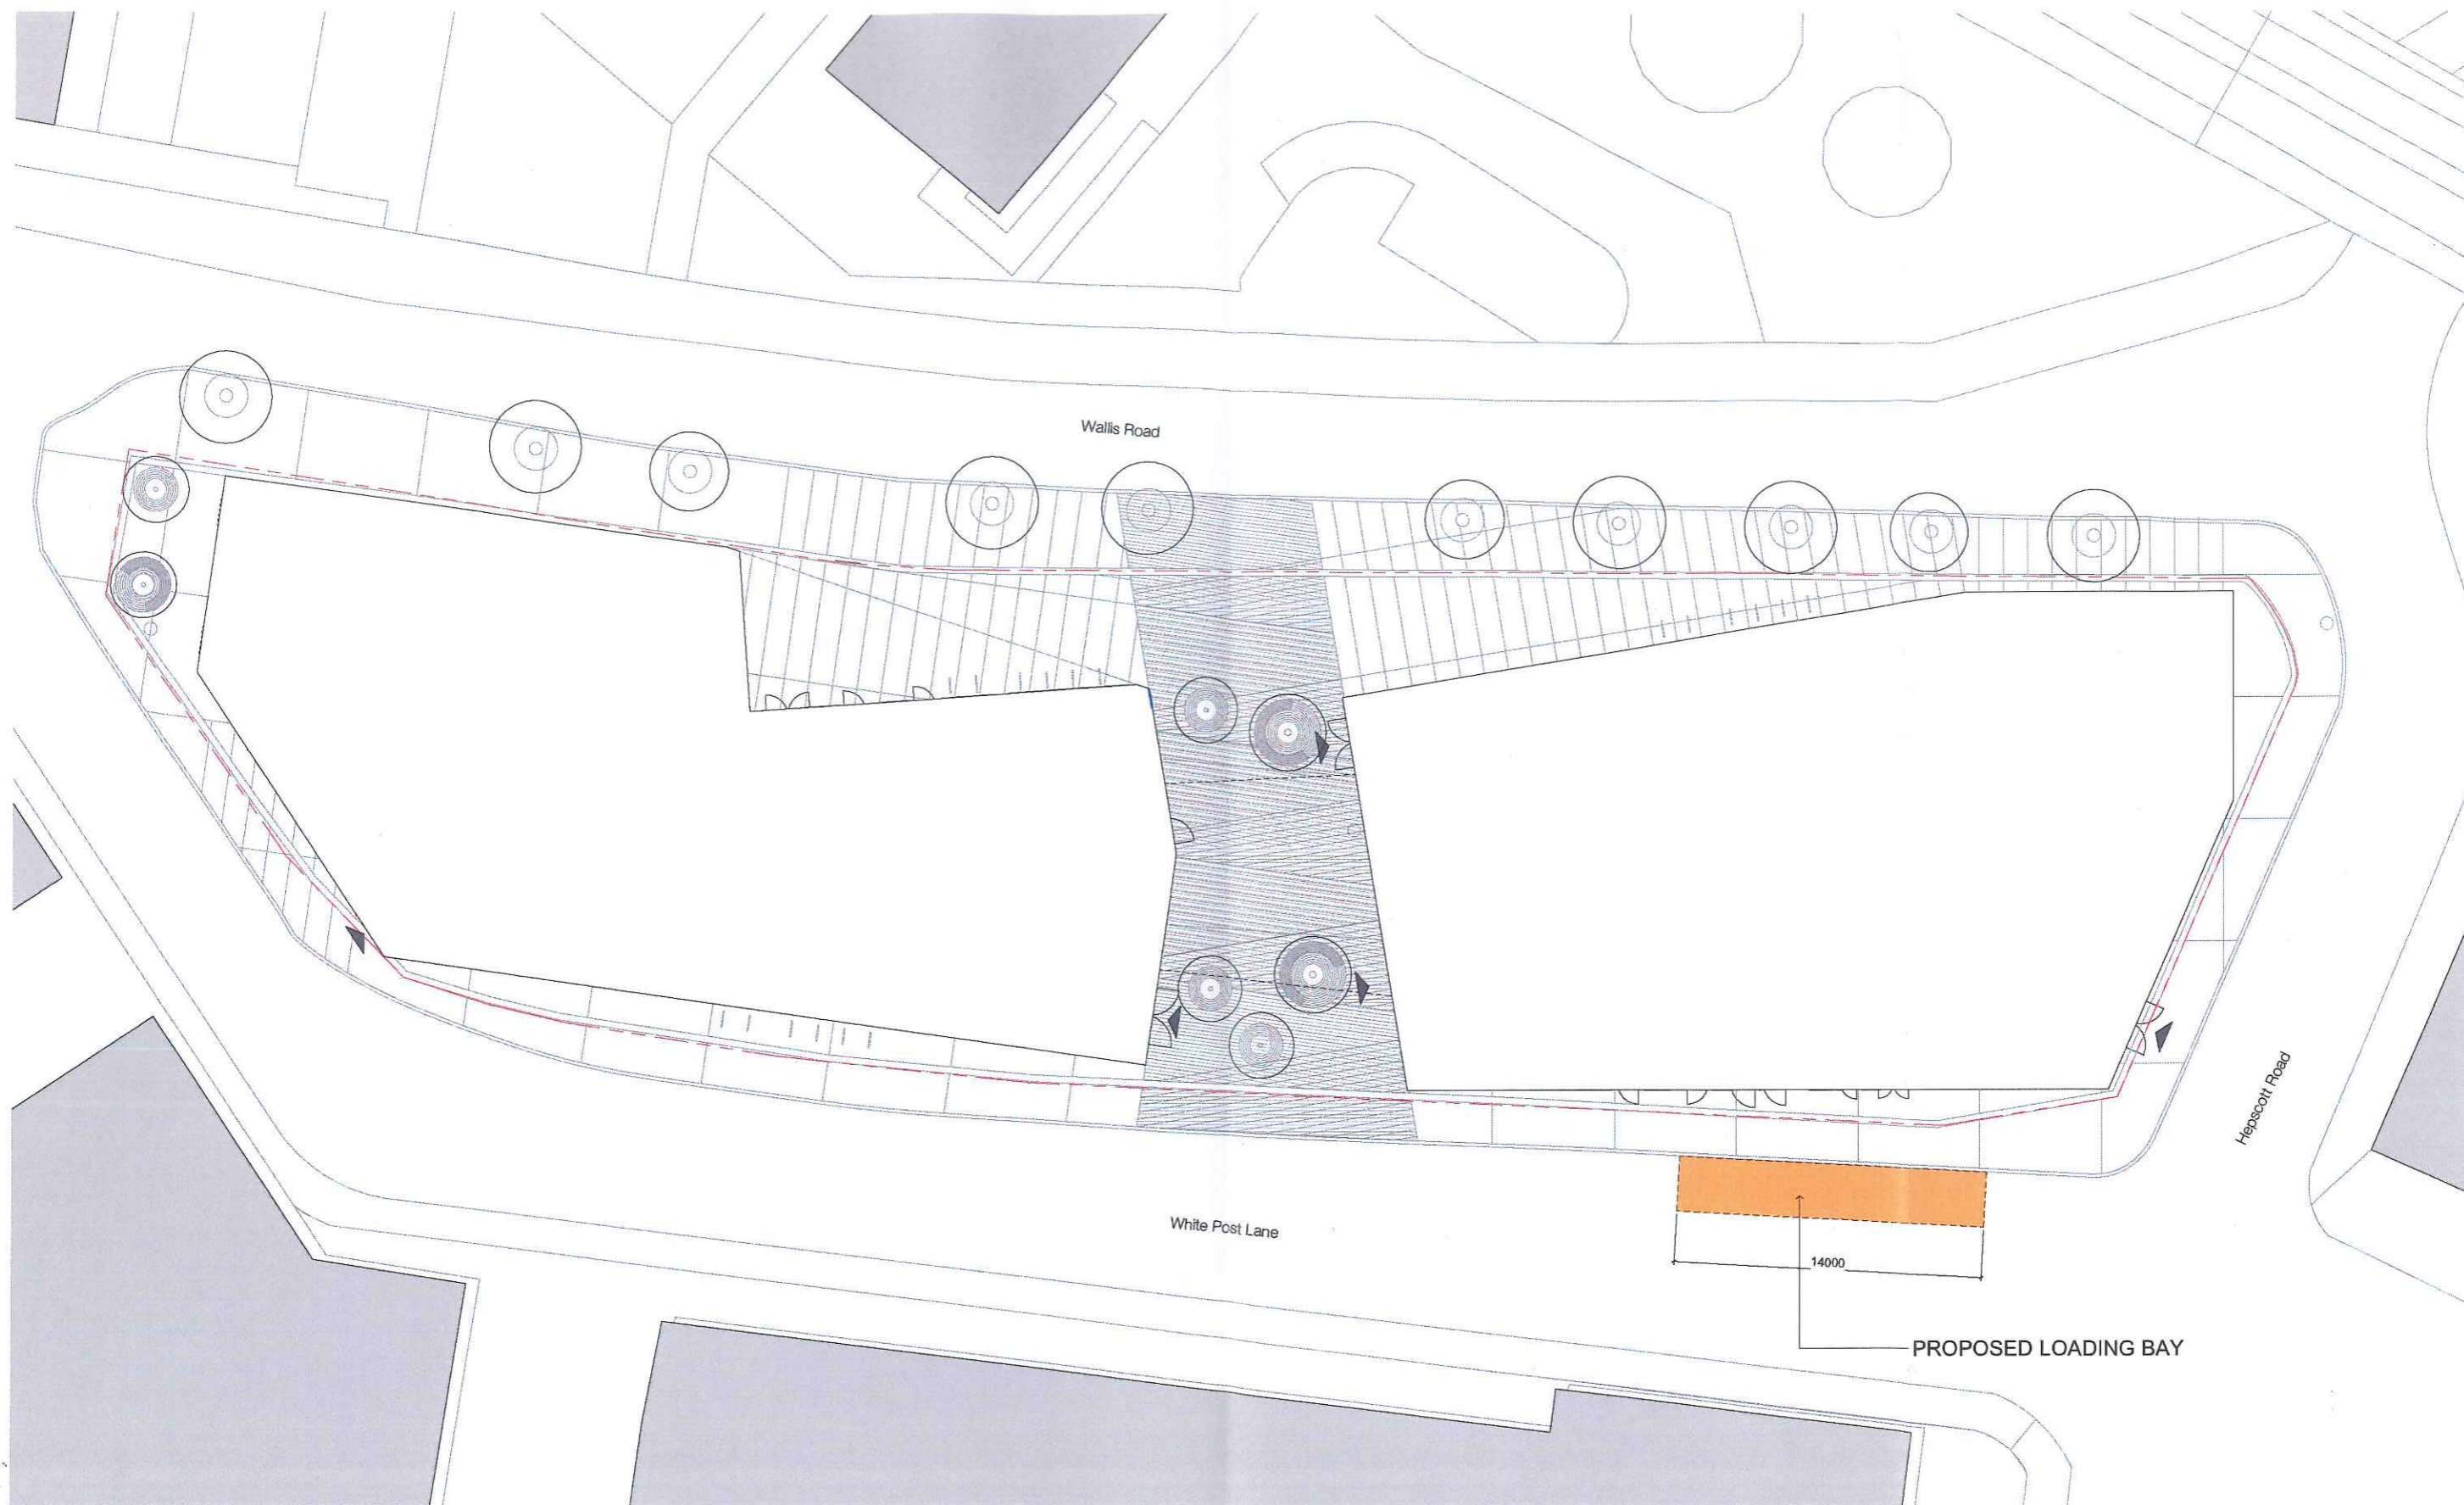 Wallis Road
Hepscott Road
White Post Lane
14000
PROPOSED LOADING BAY